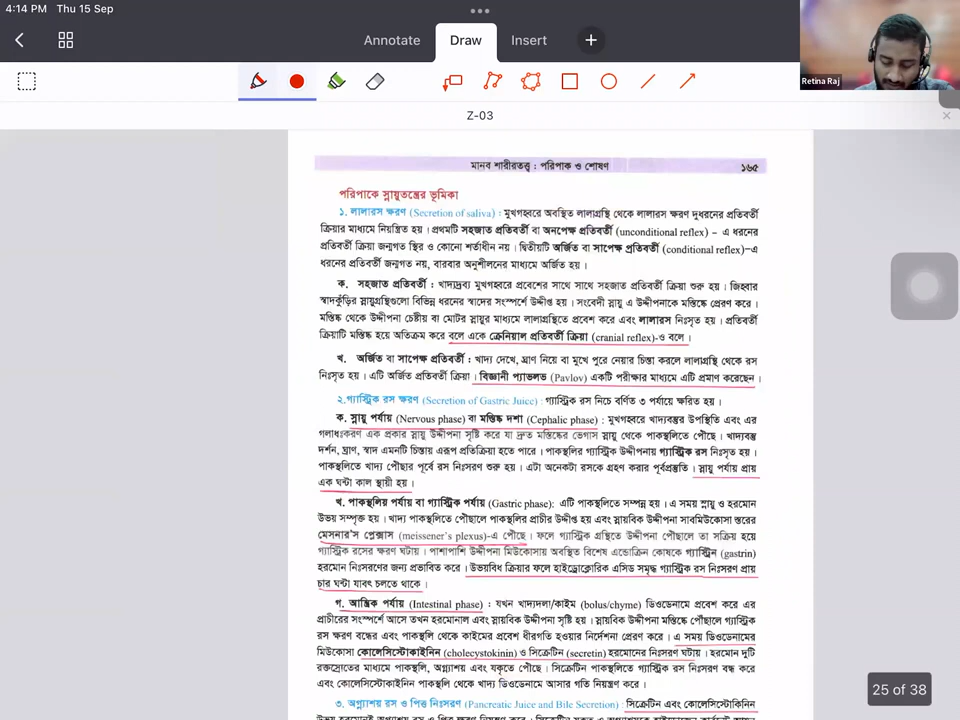 4:14 PM Thu 15 Sep
Annotate Draw Insert
Retina Raj
Z-03
মানব শারীরতত্ত্ব : পরিপাক ও শোষণ ১৬৫
পরিপাকে স্নায়ুতন্ত্রের ভূমিকা
১. লালারস ক্ষরণ (Secretion of saliva) : মুখগহ্বরে অবস্থিত লালাগ্রন্থি থেকে লালারস ক্ষরণ দুধরনের প্রতিবর্তী
ক্রিয়ার মাধ্যমে নিয়ন্ত্রিত হয়। প্রথমটি সহজাত প্রতিবর্তী বা অনপেক্ষ প্রতিবর্তী (unconditional reflex) – এ ধরনের
প্রতিবর্তী ক্রিয়া জন্মগত স্থির ও কোনো শর্তাধীন নয়। দ্বিতীয়টি অর্জিত বা সাপেক্ষ প্রতিবর্তী (conditional reflex)–এ
ধরনের প্রতিবর্তী জন্মগত নয়, বারবার অনুশীলনের মাধ্যমে অর্জিত হয়।
ক. সহজাত প্রতিবর্তী : খাদ্যদ্রব্য মুখগহ্বরে প্রবেশের সাথে সাথে সহজাত প্রতিবর্তী ক্রিয়া শুরু হয়। জিহ্বার
স্বাদকুঁড়ির স্নায়ুগ্রন্থিগুলো বিভিন্ন ধরনের স্বাদের সংস্পর্শে উদ্দীপ্ত হয়। সংবেদী স্নায়ু এ উদ্দীপনাকে মস্তিষ্কে প্রেরণ করে।
মস্তিষ্ক থেকে উদ্দীপনা চেষ্টীয় বা মোটর স্নায়ুর মাধ্যমে লালাগ্রন্থিতে প্রবেশ করে এবং লালারস নিঃসৃত হয়। প্রতিবর্তী
ক্রিয়াটি মস্তিষ্ক হয়ে অতিক্রম করে বলে একে ক্রেনিয়াল প্রতিবর্তী ক্রিয়া (cranial reflex)-ও বলে।
খ. অর্জিত বা সাপেক্ষ প্রতিবর্তী : খাদ্য দেখে, ঘ্রাণ নিয়ে বা মুখে পুরে নেয়ার চিন্তা করলে লালাগ্রন্থি থেকে রস
নিঃসৃত হয়। এটি অর্জিত প্রতিবর্তী ক্রিয়া। বিজ্ঞানী প্যাভলভ (Pavlov) একটি পরীক্ষার মাধ্যমে এটি প্রমাণ করেছেন।
২.গ্যাস্ট্রিক রস ক্ষরণ (Secretion of Gastric Juice) : গ্যাস্ট্রিক রস নিচে বর্ণিত ৩ পর্যায়ে ক্ষরিত হয়।
ক. স্নায়ু পর্যায় (Nervous phase) বা মস্তিষ্ক দশা (Cephalic phase) : মুখগহ্বরে খাদ্যবস্তুর উপস্থিতি এবং এর
গলাধঃকরণ এক প্রকার স্নায়ু উদ্দীপনা সৃষ্টি করে যা দ্রুত মস্তিষ্কের ভেগাস স্নায়ু থেকে পাকস্থলিতে পৌঁছে। খাদ্যবস্তু
দর্শন, ঘ্রাণ, স্বাদ এমনটি চিন্তায় এরূপ প্রতিক্রিয়া হতে পারে। পাকস্থলির গ্যাস্ট্রিক উদ্দীপনায় গ্যাস্ট্রিক রস নিঃসৃত হয়।
পাকস্থলিতে খাদ্য পৌছার পূর্বে রস নিঃসরণ শুরু হয়। এটা অনেকটা রসকে গ্রহণ করার পূর্বপ্রস্তুতি। স্নায়ু পর্যায় প্রায়
এক ঘন্টা কাল স্থায়ী হয়।
খ. পাকস্থলিয় পর্যায় বা গ্যাস্ট্রিক পর্যায় (Gastric phase): এটি পাকস্থলিতে সম্পন্ন হয়। এ সময় স্নায়ু ও হরমোন
উভয় সম্পৃক্ত হয়। খাদ্য পাকস্থলিতে পৌঁছালে পাকস্থলির প্রাচীর উদ্দীপ্ত হয় এবং স্নায়বিক উদ্দীপনা সাবমিউকোসা স্তরের
মেসনার'স প্লেক্সাস (meissener's plexus)-এ পৌছে। ফলে গ্যাস্ট্রিক গ্রন্থিতে উদ্দীপনা পৌঁছালে তা সক্রিয় হয়ে
গ্যাস্ট্রিক রসের ক্ষরণ ঘটায়। পাশাপাশি উদ্দীপনা মিউকোসায় অবস্থিত বিশেষ এন্ডোক্রিন কোষকে গ্যাস্ট্রিন (gastrin)
হরমোন নিঃসরণের জন্য প্রভাবিত করে। উভয়বিধ ক্রিয়ার ফলে হাইড্রোক্লোরিক এসিড সমৃদ্ধ গ্যাস্ট্রিক রস নিঃসরণ প্রায়
চার ঘন্টা যাবৎ চলতে থাকে।
গ. আন্ত্রিক পর্যায় (Intestinal phase) : যখন খাদ্যদলা/কাইম (bolus/chyme) ডিওডেনামে প্রবেশ করে এর
প্রাচীরের সংস্পর্শে আসে তখন হরমোনাল এবং স্নায়বিক উদ্দীপনা সৃষ্টি হয়। স্নায়বিক উদ্দীপনা মস্তিষ্কে পৌঁছালে গ্যাস্ট্রিক
রস ক্ষরণ বন্ধের এবং পাকস্থলি থেকে কাইমের প্রবেশ ধীরগতি হওয়ার নির্দেশনা প্রেরণ করে। এ সময় ডিওডেনামের
মিউকোসা কোলেসিস্টোকাইনিন (cholecystokinin) ও সিক্রেটিন (secretin) হরমোনের নিঃসরণ ঘটায়। হরমোন দুটি
রক্তস্রোতের মাধ্যমে পাকস্থলি, অগ্ন্যাশয় এবং যকৃতে পৌছে। সিক্রেটিন পাকস্থলিতে গ্যাস্ট্রিক রস নিঃসরণ বন্ধ করে
এবং কোলেসিস্টোকাইনিন পাকস্থলি থেকে খাদ্য ডিওডেনামে আসার গতি নিয়ন্ত্রণ করে।
৩. অগ্ন্যাশয় রস ও পিত্ত নিঃসরণ (Pancreatic Juice and Bile Secretion) : সিক্রেটিন এবং কোলেসিস্টোকিনিন
25 of 38